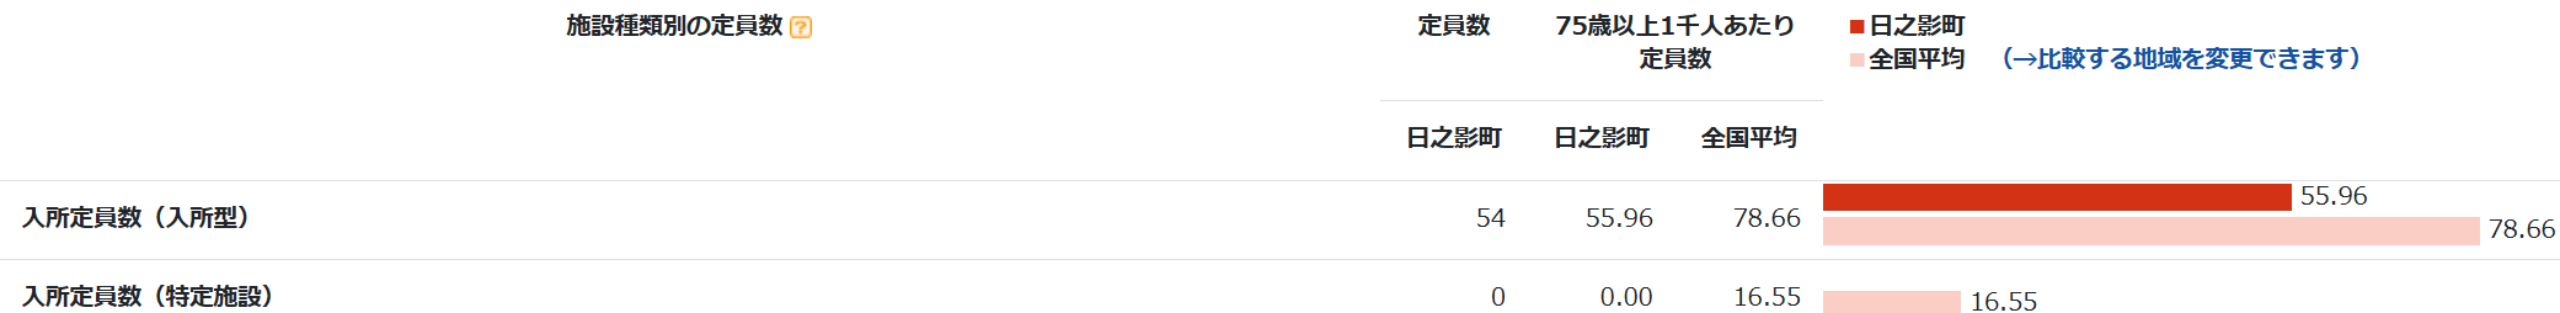 施設種類別の定員数 ?
定員数
75歳以上1千人あたり
定員数
■日之影町
■全国平均 （→比較する地域を変更できます）
日之影町 日之影町 全国平均
入所定員数（入所型） 54 55.96 78.66
55.96
78.66
入所定員数（特定施設） 0 0.00 16.55
16.55